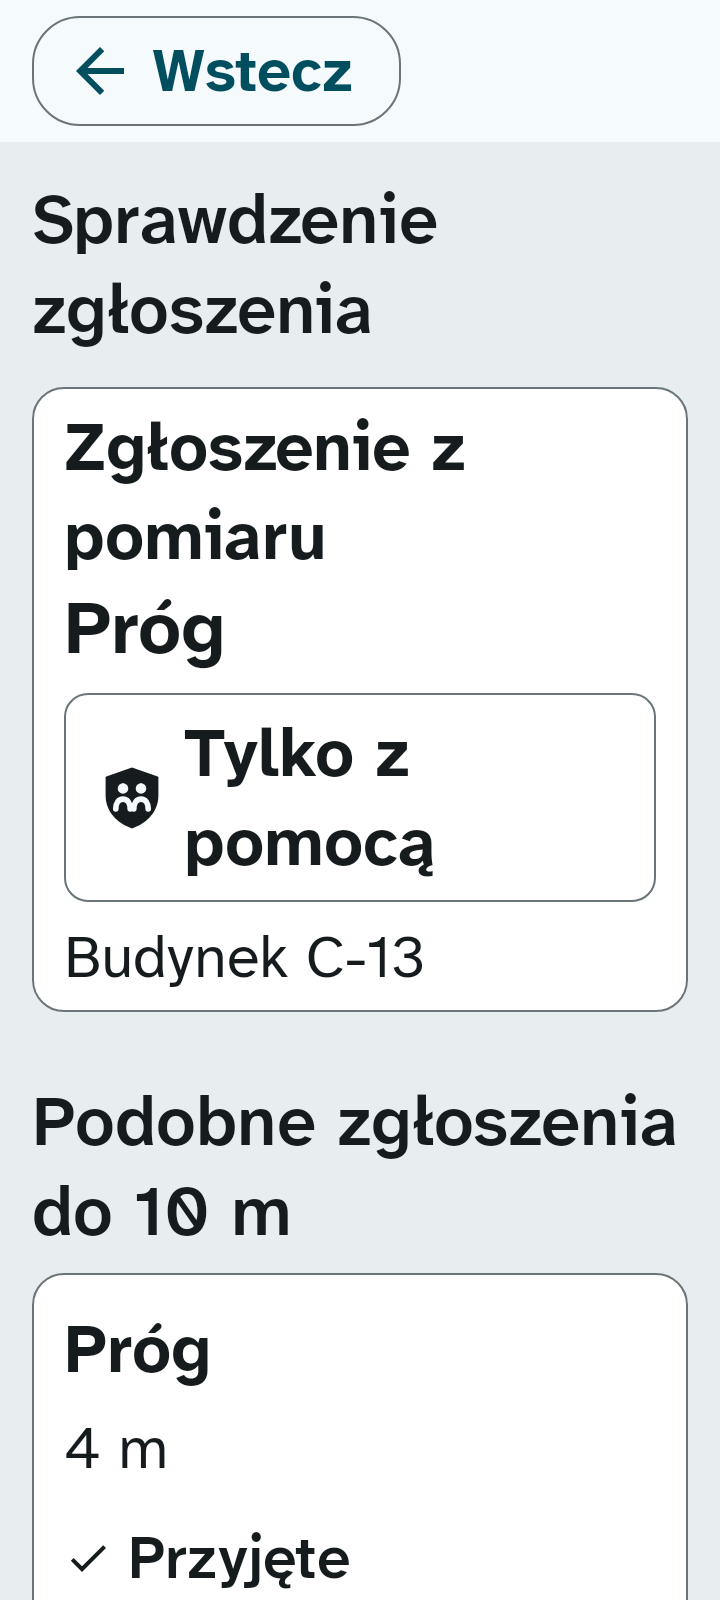 Wstecz
Sprawdzenie
zgłoszenia
Zgłoszenie z
pomiaru
Próg
Tylko z
pomocą
Budynek C-13
Podobne zgłoszenia
do 10 m
Próg
4 m
Przyjęte